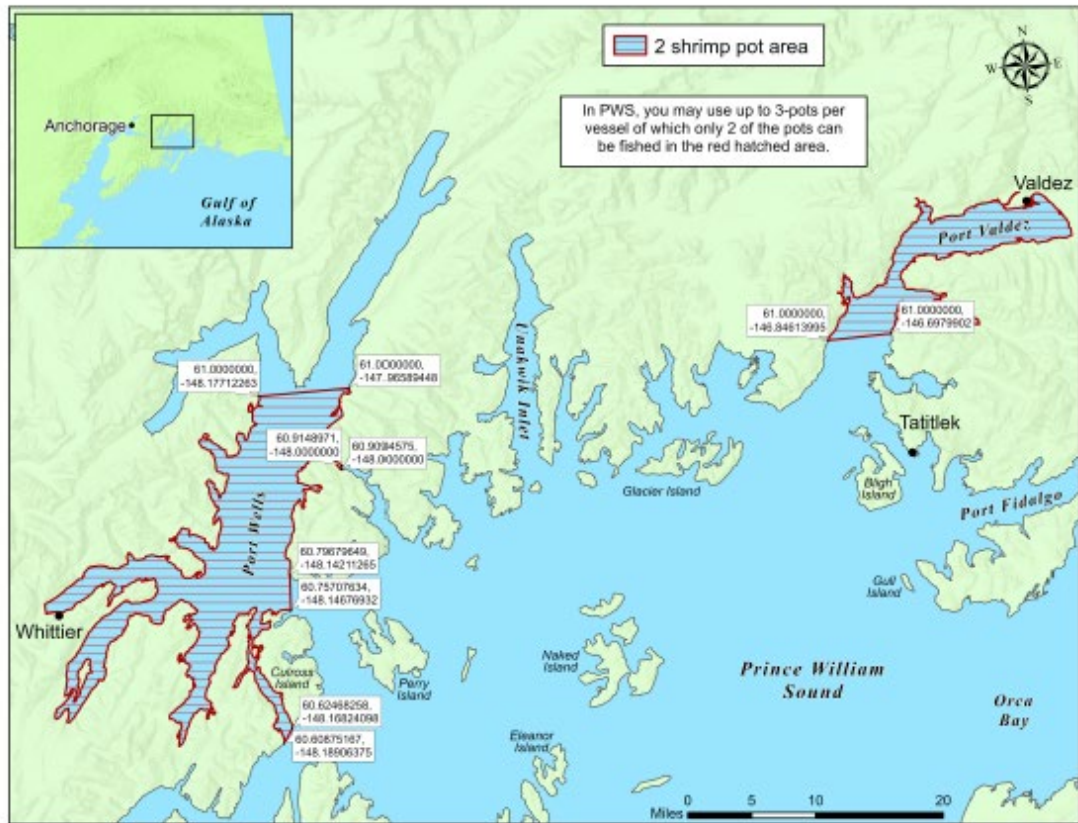 2 shrimp pot area
N
W
E
S
In PWS, you may use up to 3-pots per
vessel of which only 2 of the pots can
be fished in the red hatched area.
Anchorage
Gulf of
Alaska
Valdez
Port Valdez
61.0000000,
-146.84613995
61.0000000,
-146.6979902
61.0000000,
-148.17712263
61.0000000,
-147.96589448
Unakwik Inlet
60.9148971,
-148.0000000
60.90914575,
-148.0000000
Tatitlek
Glacier Island
Bligh
Island
Port Fidalgo
Port Wells
60.79679649,
-148.14211265
60.75707634,
-148.14676932
Gull
Island
Whittier
Culross
Island
Perry
Island
Naked
Island
Prince William
Sound
Orca
Bay
60.62468258,
-148.16824098
60.60875167,
-148.18906375
Eleanor
Island
Miles
0
5
10
20